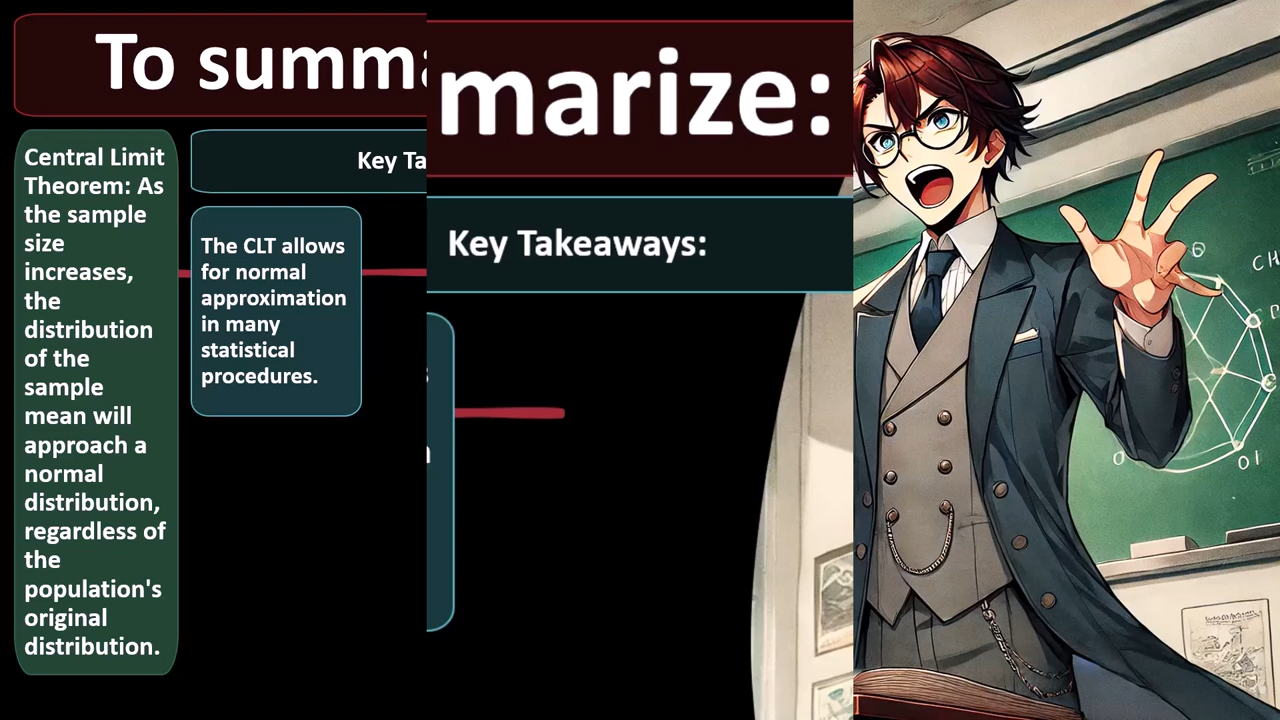 To summa
marize:
Central Limit
Theorem: As
the sample
size
increases,
the
distribution
of the
sample
mean will
approach a
normal
distribution,
regardless of
the
population's
original
distribution.
Key Ta
Key Takeaways:
The CLT allows
for normal
approximation
in many
statistical
procedures.
CH
O
OI